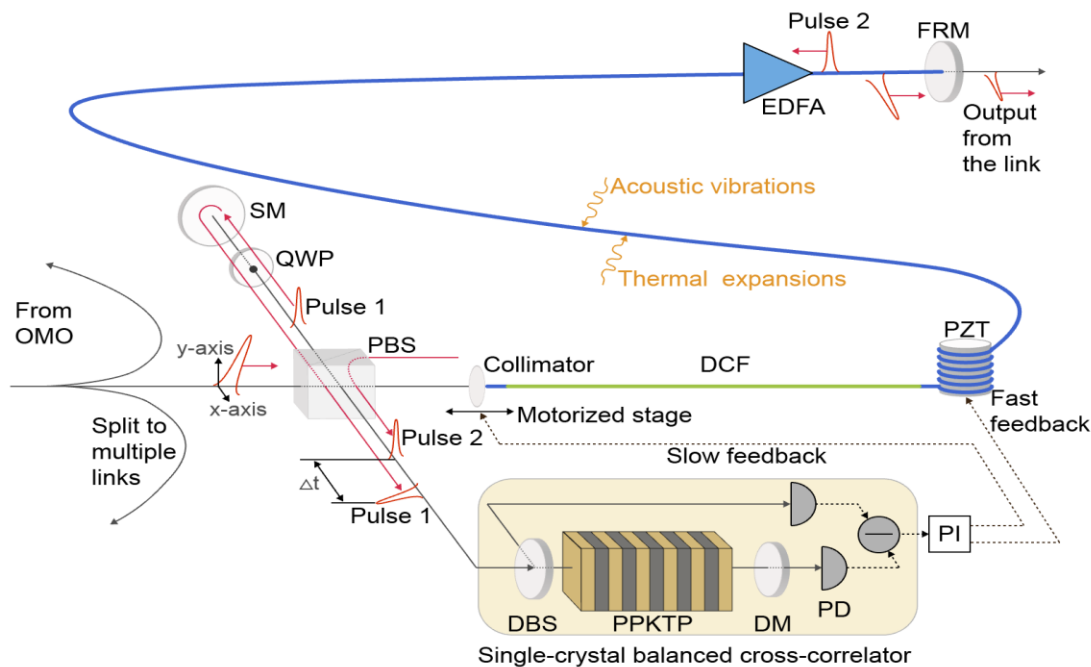 Pulse 2
FRM
EDFA
Output
from
the link
Acoustic vibrations
Thermal expansions
SM
QWP
Pulse 1
From
OMO
y-axis
x-axis
PBS
Collimator
DCF
PZT
Motorized stage
Fast
feedback
Split to
multiple
links
Pulse 2
Slow feedback
Δt
Pulse 1
PI
DBS
PPKTP
DM
PD
Single-crystal balanced cross-correlator